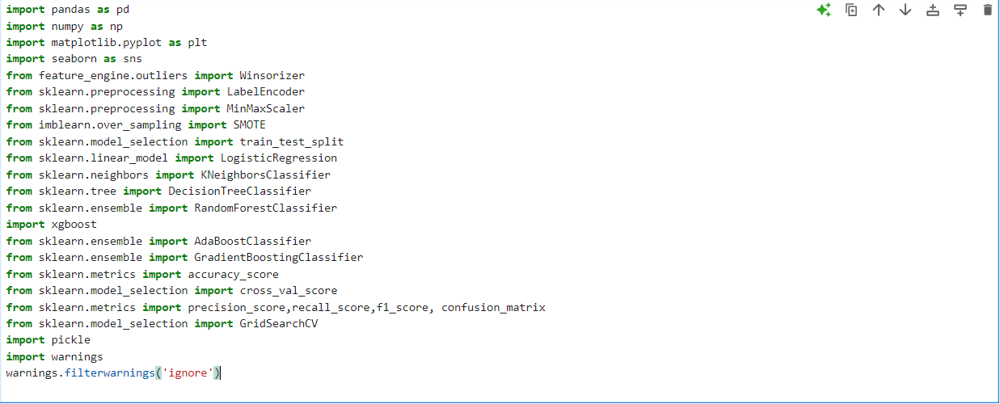 import pandas as pd
import numpy as np
import matplotlib.pyplot as plt
import seaborn as sns
from feature_engine.outliers import Winsorizer
from sklearn.preprocessing import LabelEncoder
from sklearn.preprocessing import MinMaxScaler
from imblearn.over_sampling import SMOTE
from sklearn.model_selection import train_test_split
from sklearn.linear_model import LogisticRegression
from sklearn.neighbors import KNeighborsClassifier
from sklearn.tree import DecisionTreeClassifier
from sklearn.ensemble import RandomForestClassifier
import xgboost
from sklearn.ensemble import AdaBoostClassifier
from sklearn.ensemble import GradientBoostingClassifier
from sklearn.metrics import accuracy_score
from sklearn.model_selection import cross_val_score
from sklearn.metrics import precision_score,recall_score,f1_score, confusion_matrix
from sklearn.model_selection import GridSearchCV
import pickle
import warnings
warnings.filterwarnings('ignore')